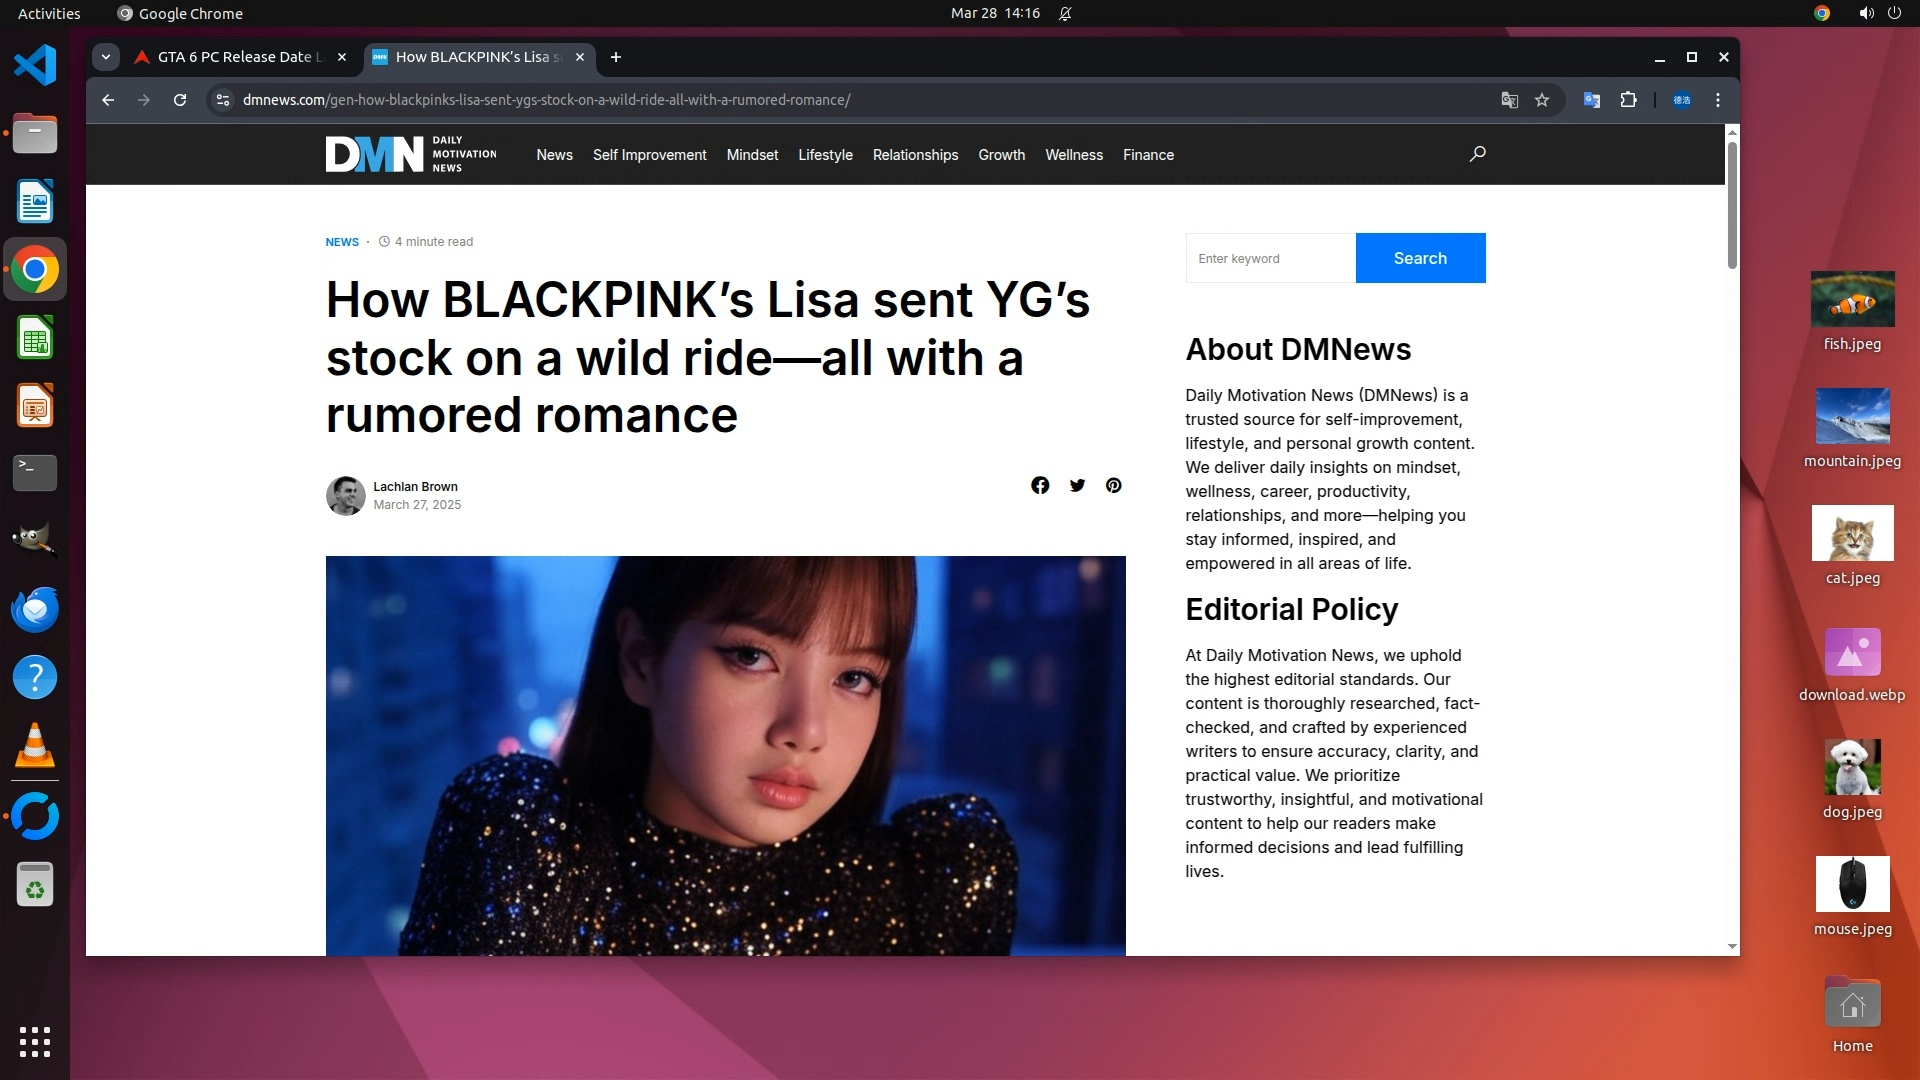 Activities
Google Chrome
Mar 28 14:16
GTA 6 PC Release Date
How BLACKPINK's Lisa s
dmnews.com/gen-how-blackpinks-lisa-sent-ygs-stock-on-a-wild-ride-all-with-a-rumored-romance/
德浩
DMN DAILY
MOTIVATION
NEWS
News Self Improvement Mindset Lifestyle Relationships Growth Wellness Finance
NEWS · 4 minute read
How BLACKPINK’s Lisa sent YG’s
stock on a wild ride—all with a
rumored romance
Lachlan Brown
March 27, 2025
Enter keyword
Search
About DMNews
Daily Motivation News (DMNews) is a
trusted source for self-improvement,
lifestyle, and personal growth content.
We deliver daily insights on mindset,
wellness, career, productivity,
relationships, and more—helping you
stay informed, inspired, and
empowered in all areas of life.
Editorial Policy
At Daily Motivation News, we uphold
the highest editorial standards. Our
content is thoroughly researched, fact-
checked, and crafted by experienced
writers to ensure accuracy, clarity, and
practical value. We prioritize
trustworthy, insightful, and motivational
content to help our readers make
informed decisions and lead fulfilling
lives.
fish.jpeg
mountain.jpeg
cat.jpeg
download.webp
dog.jpeg
mouse.jpeg
Home